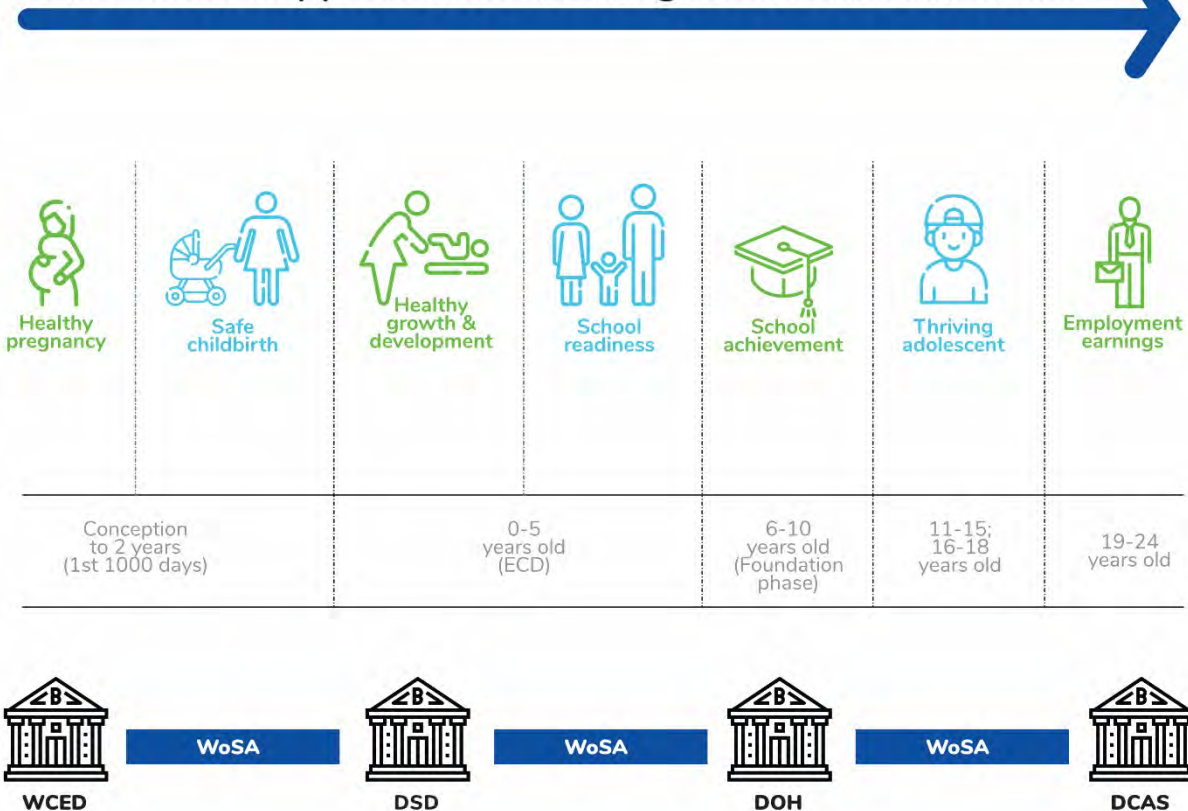 Healthy
pregnancy
Safe
childbirth
Healthy
growth &
development
School
readiness
School
achievement
Thriving
adolescent
Employment
earnings
Conception
to 2 years
(1st 1000 days)
0-5
years old
(ECD)
6-10
years old
(Foundation
phase)
11-15;
16-18
years old
19-24
years old
B
B
B
B
WoSA
WoSA
WoSA
WCED
DSD
DOH
DCAS